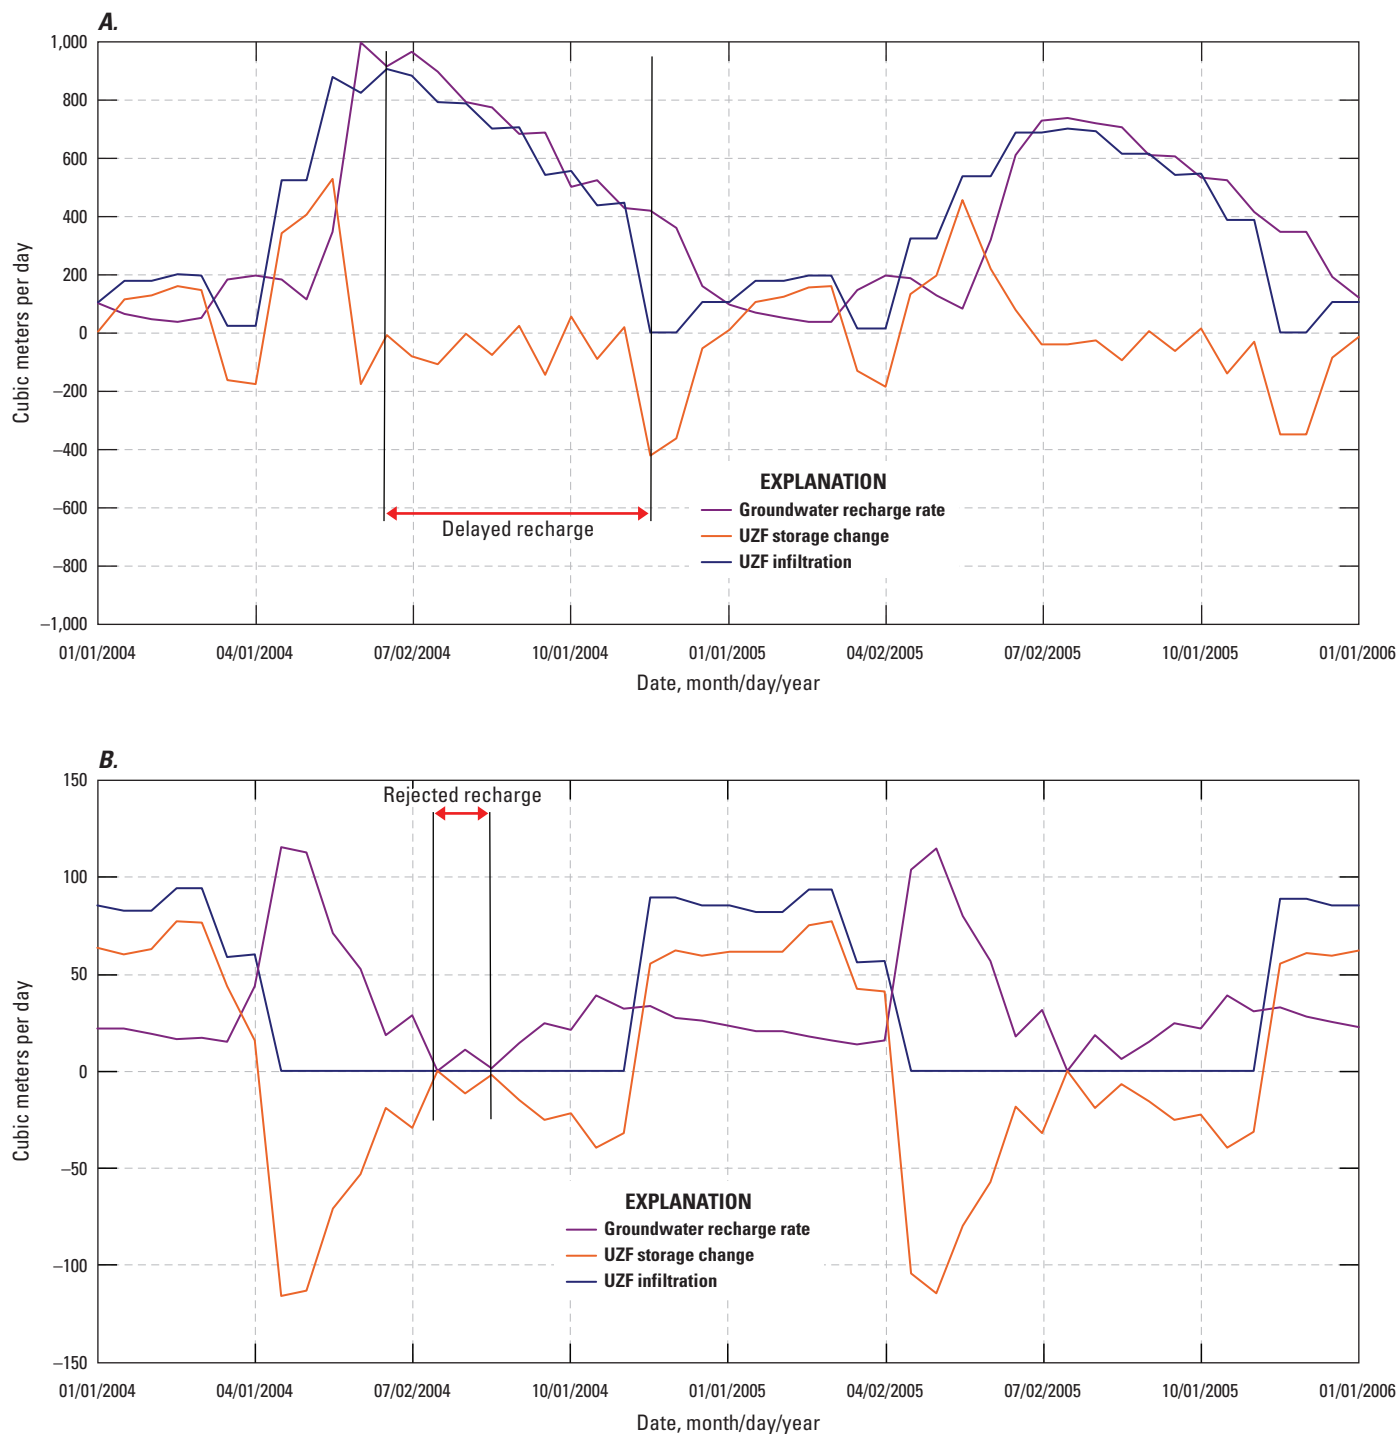 A.
1,000
800
600
400
200
0
–200
–400
–600
–800
–1,000
Cubic meters per day
Delayed recharge
EXPLANATION
Groundwater recharge rate
UZF storage change
UZF infiltration
01/01/2004 04/01/2004 07/02/2004 10/01/2004 01/01/2005 04/02/2005 07/02/2005 10/01/2005 01/01/2006
Date, month/day/year
B.
150
100
50
0
–50
–100
–150
Cubic meters per day
Rejected recharge
EXPLANATION
Groundwater recharge rate
UZF storage change
UZF infiltration
01/01/2004 04/01/2004 07/02/2004 10/01/2004 01/01/2005 04/02/2005 07/02/2005 10/01/2005 01/01/2006
Date, month/day/year